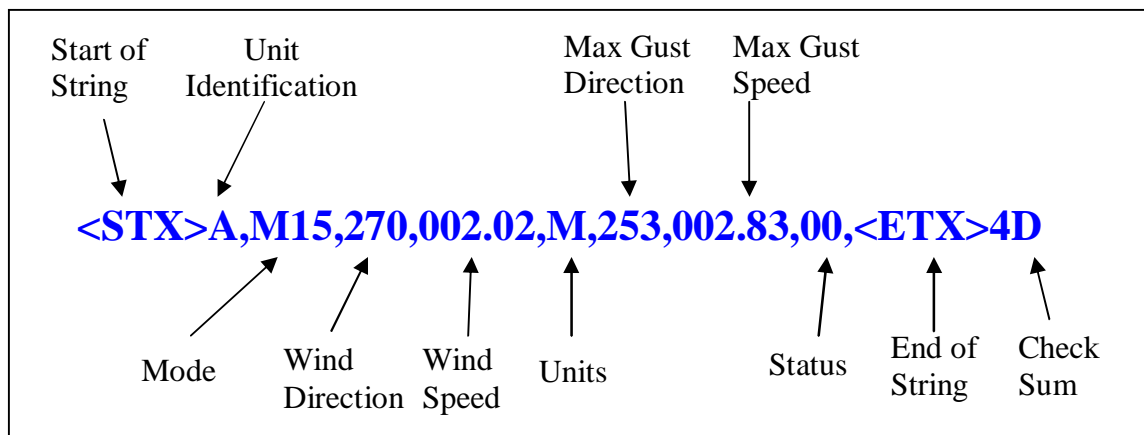 Start of
String
Unit
Identification
Max Gust
Direction
Max Gust
Speed
<STX>A,M15,270,002.02,M,253,002.83,00,<ETX>4D
Mode
Wind
Direction
Wind
Speed
Units
Status
End of
String
Check
Sum